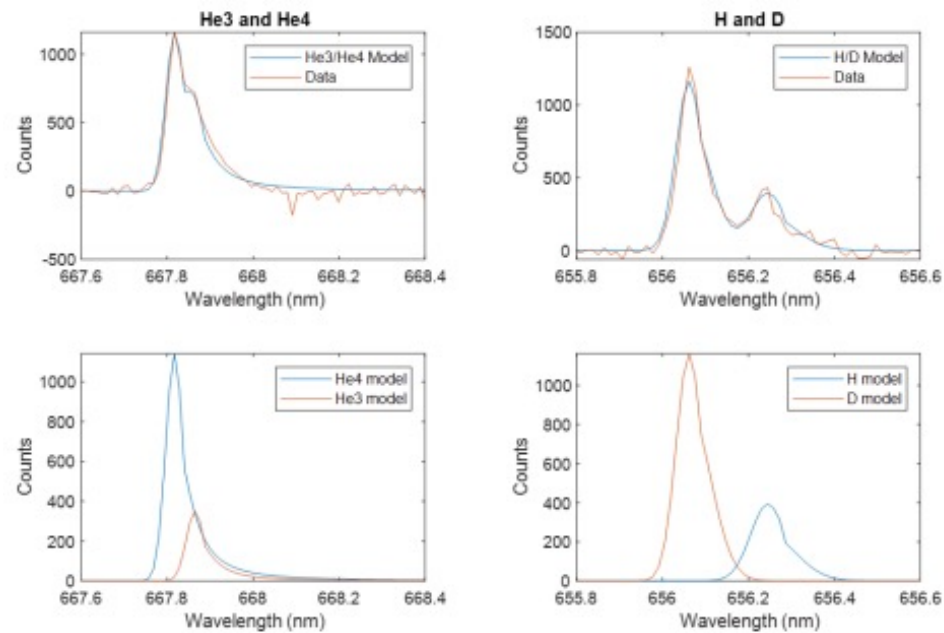 He3 and He4
1000
500
0
-500
Counts
He3/He4 Model
Data
667.6 667.8 668 668.2 668.4
Wavelength (nm)
H and D
1500
1000
500
0
Counts
H/D Model
Data
655.8 656 656.2 656.4 656.6
Wavelength (nm)
1000
800
600
400
200
0
Counts
He4 model
He3 model
667.6 667.8 668 668.2 668.4
Wavelength (nm)
1000
800
600
400
200
0
Counts
H model
D model
655.8 656 656.2 656.4 656.6
Wavelength (nm)